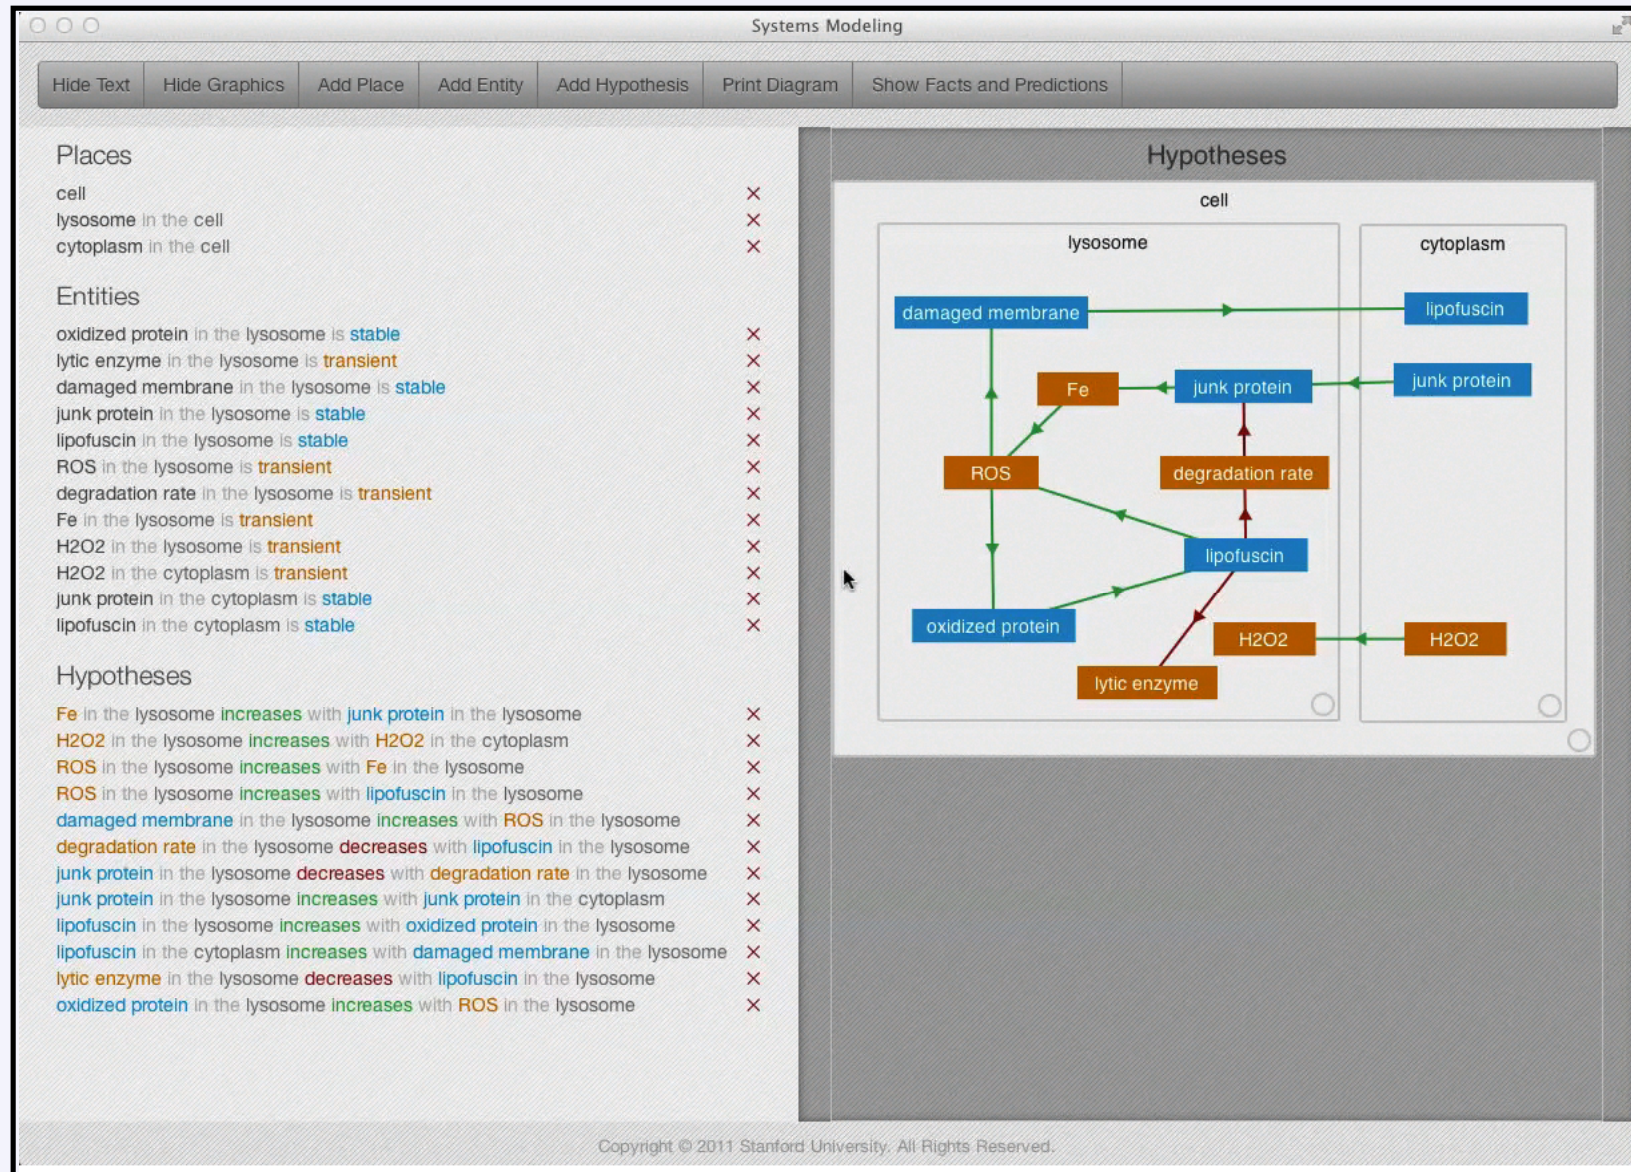 Systems Modeling
Hide Text
Hide Graphics
Add Place
Add Entity
Add Hypothesis
Print Diagram
Show Facts and Predictions
Places
cell
lysosome in the cell
cytoplasm in the cell
Entities
oxidized protein in the lysosome is stable
lytic enzyme in the lysosome is transient
damaged membrane in the lysosome is stable
junk protein in the lysosome is stable
lipofuscin in the lysosome is stable
ROS in the lysosome is transient
degradation rate in the lysosome is transient
Fe in the lysosome is transient
H2O2 in the lysosome is transient
H2O2 in the cytoplasm is transient
junk protein in the cytoplasm is stable
lipofuscin in the cytoplasm is stable
Hypotheses
Fe in the lysosome increases with junk protein in the lysosome
H2O2 in the lysosome increases with H2O2 in the cytoplasm
ROS in the lysosome increases with Fe in the lysosome
ROS in the lysosome increases with lipofuscin in the lysosome
damaged membrane in the lysosome increases with ROS in the lysosome
degradation rate in the lysosome decreases with lipofuscin in the lysosome
junk protein in the lysosome decreases with degradation rate in the lysosome
junk protein in the lysosome increases with junk protein in the cytoplasm
lipofuscin in the lysosome increases with oxidized protein in the lysosome
lipofuscin in the cytoplasm increases with damaged membrane in the lysosome
lytic enzyme in the lysosome decreases with lipofuscin in the lysosome
oxidized protein in the lysosome increases with ROS in the lysosome
Hypotheses
cell
lysosome
cytoplasm
damaged membrane
lipofuscin
Fe
junk protein
junk protein
ROS
degradation rate
lipofuscin
oxidized protein
H2O2
H2O2
lytic enzyme
Copyright © 2011 Stanford University. All Rights Reserved.